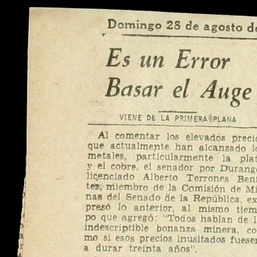 Domingo 28 de agosto de
Es un Error
Basar el Auge
VIENE DE LA PRIMERA PLANA
Al comentar los elevados precio
que actualmente han alcanzado lo
metales, particularmente la plat
y el cobre, el senador por Durang
licenciado Alberto Terrones Bení
tez, miembro de la Comisión de Mi
nas del Senado de la República, ex
presó lo anterior, al mismo tiem
po que agregó: "Todos hablan de l
indescriptible bonanza minera, co
mo si esos precios inusitados fuesen
a durar treinta años".